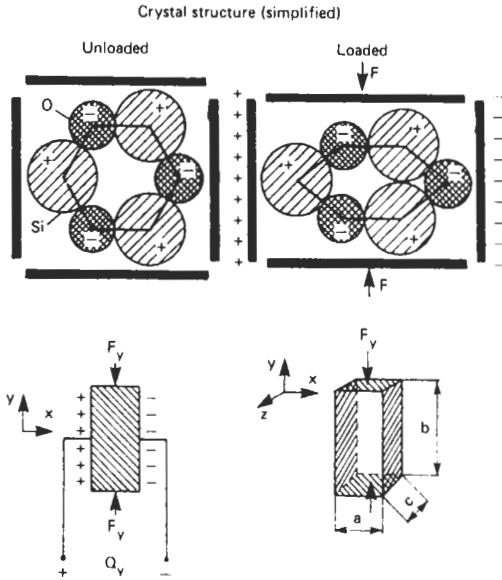 Crystal structure (simplified)
Unloaded
Loaded
O
Si
+
+
+
−
−
−
+ + + + + + + + +
F
+
+
+
−
−
−
F
− − − − − − − − −
F_y
y
x
+ + + + + +
− − − − − −
F_y
+
Q_y
−
y
x
z
F_y
b
a
c